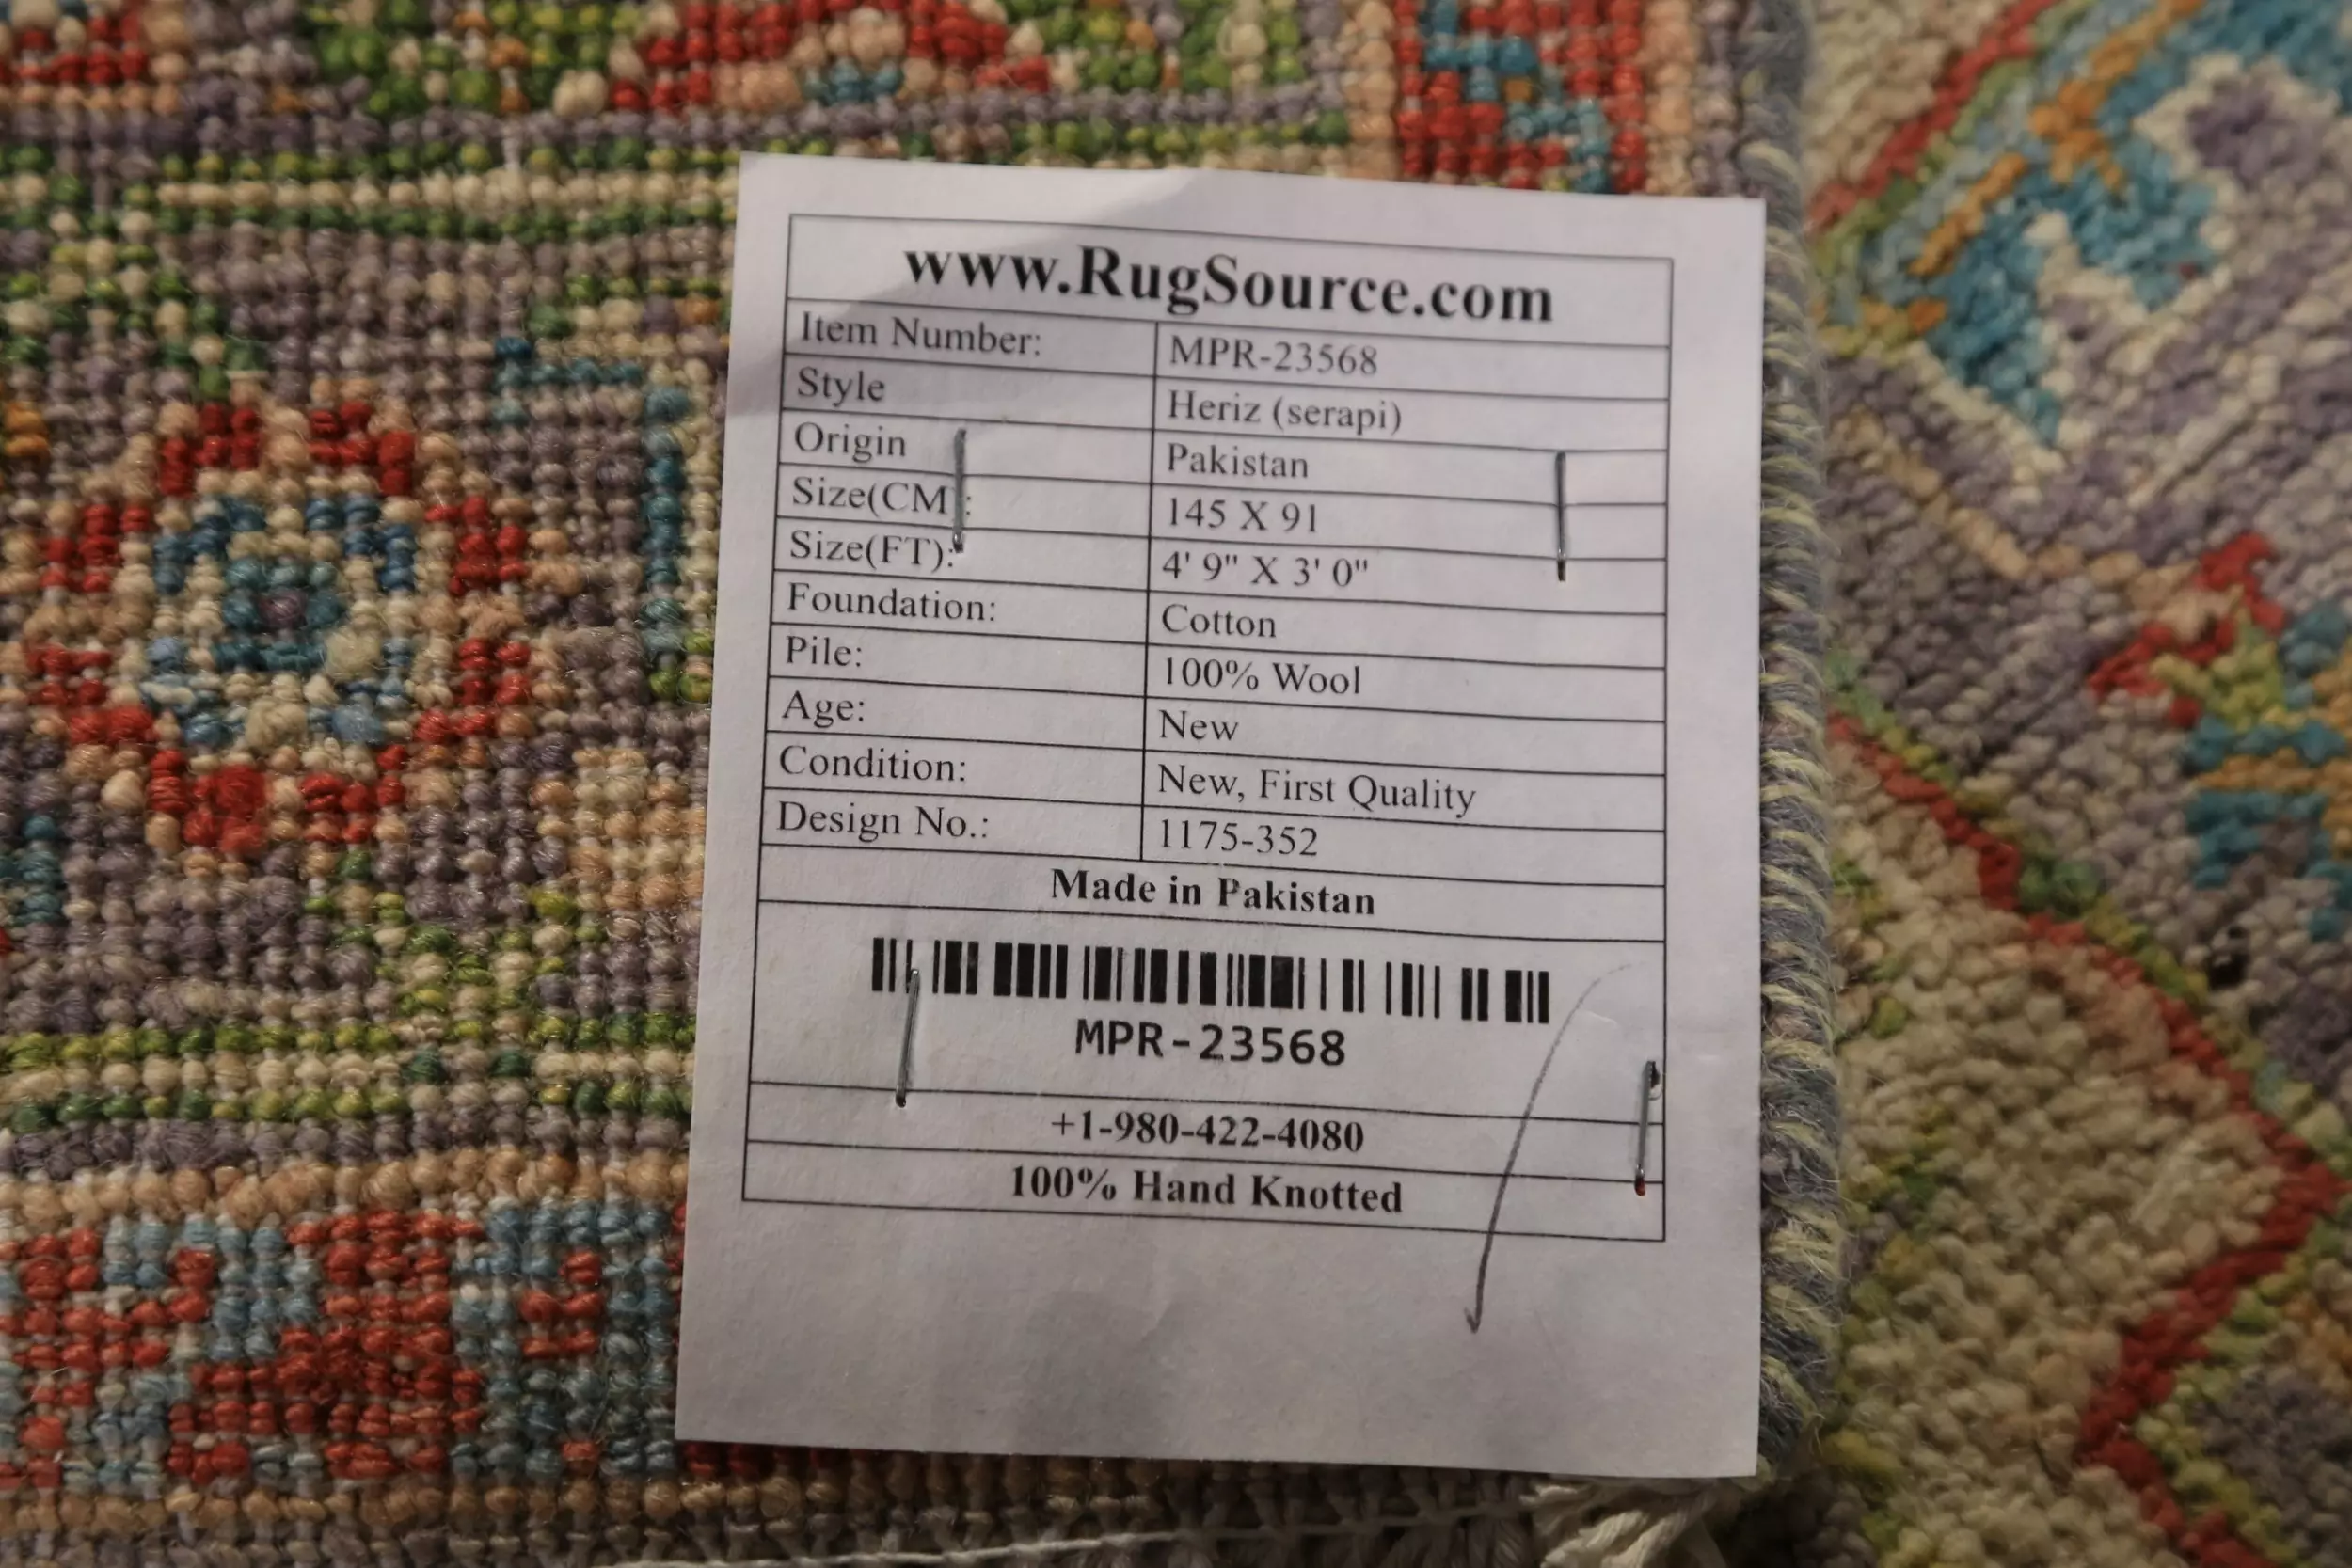 www.RugSource.com
Item Number: MPR-23568
Style Heriz (serapi)
Origin Pakistan
Size(CM): 145 X 91
Size(FT): 4' 9" X 3' 0"
Foundation: Cotton
Pile: 100% Wool
Age: New
Condition: New, First Quality
Design No.: 1175-352
Made in Pakistan
MPR-23568
+1-980-422-4080
100% Hand Knotted